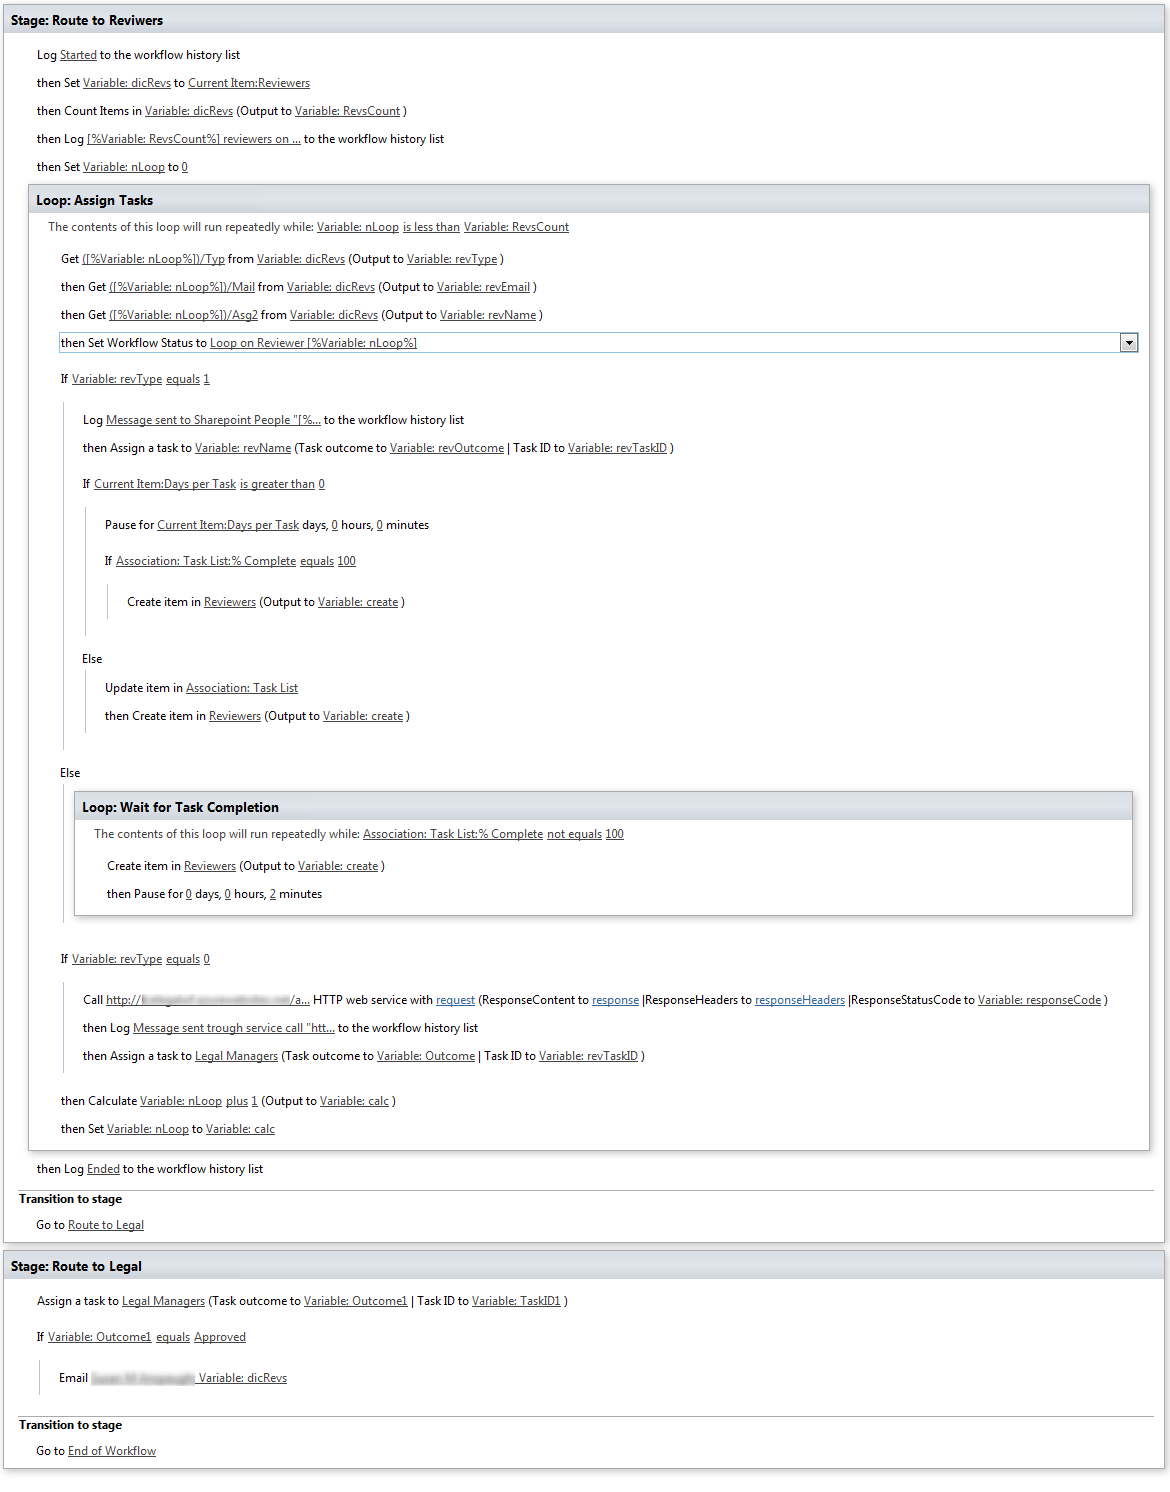 Stage: Route to Reviwers
Log Started to the workflow history list
then Set Variable: dicRevs to Current Item:Reviewers
then Count Items in Variable: dicRevs (Output to Variable: RevsCount )
then Log [%Variable: RevsCount%] reviewers on ... to the workflow history list
then Set Variable: nLoop to 0
Loop: Assign Tasks
The contents of this loop will run repeatedly while: Variable: nLoop is less than Variable: RevsCount
Get ([%Variable: nLoop%])/Typ from Variable: dicRevs (Output to Variable: revType )
then Get ([%Variable: nLoop%])/Mail from Variable: dicRevs (Output to Variable: revEmail )
then Get ([%Variable: nLoop%])/Asg2 from Variable: dicRevs (Output to Variable: revName )
then Set Workflow Status to Loop on Reviewer [%Variable: nLoop%]
If Variable: revType equals 1
Log Message sent to Sharepoint People "[%... to the workflow history list
then Assign a task to Variable: revName (Task outcome to Variable: revOutcome | Task ID to Variable: revTaskID )
If Current Item:Days per Task is greater than 0
Pause for Current Item:Days per Task days, 0 hours, 0 minutes
If Association: Task List:% Complete equals 100
Create item in Reviewers (Output to Variable: create )
Else
Update item in Association: Task List
then Create item in Reviewers (Output to Variable: create )
Else
Loop: Wait for Task Completion
The contents of this loop will run repeatedly while: Association: Task List:% Complete not equals 100
Create item in Reviewers (Output to Variable: create )
then Pause for 0 days, 0 hours, 2 minutes
If Variable: revType equals 0
Call http:// /a... HTTP web service with request (ResponseContent to response |ResponseHeaders to responseHeaders |ResponseStatusCode to Variable: responseCode )
then Log Message sent trough service call "htt... to the workflow history list
then Assign a task to Legal Managers (Task outcome to Variable: Outcome | Task ID to Variable: revTaskID )
then Calculate Variable: nLoop plus 1 (Output to Variable: calc )
then Set Variable: nLoop to Variable: calc
then Log Ended to the workflow history list
Transition to stage
Go to Route to Legal
Stage: Route to Legal
Assign a task to Legal Managers (Task outcome to Variable: Outcome1 | Task ID to Variable: TaskID1 )
If Variable: Outcome1 equals Approved
Email Variable: dicRevs
Transition to stage
Go to End of Workflow